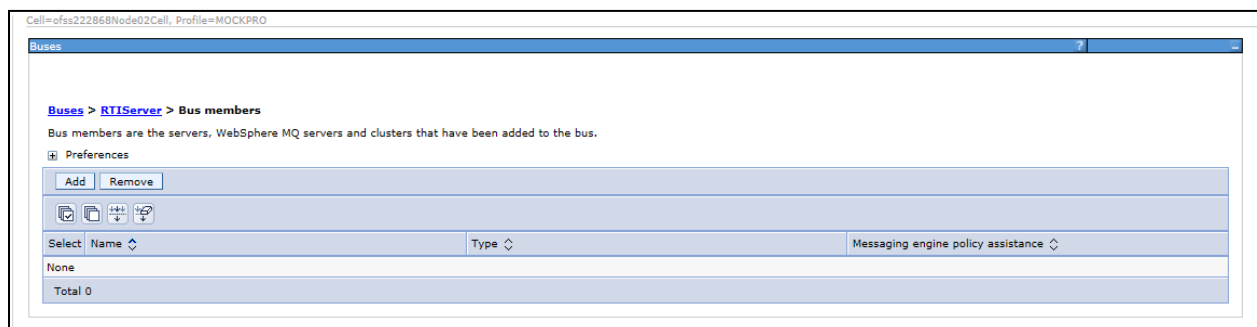 Cell=ofss222868Node02Cell, Profile=MOCKPRO
Buses ? _
Buses > RTIServer > Bus members
Bus members are the servers, WebSphere MQ servers and clusters that have been added to the bus.
Preferences
Add Remove
Select Name Type Messaging engine policy assistance
None
Total 0